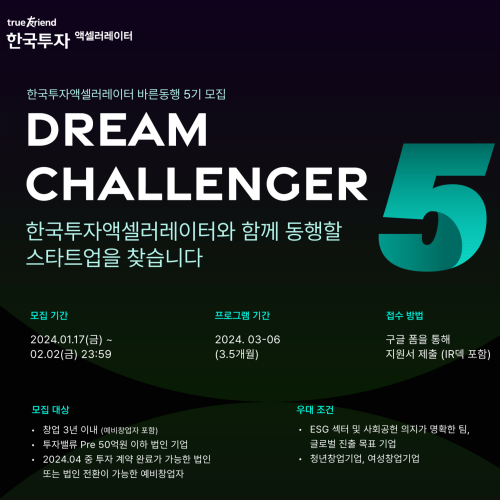 true friend
한국투자 액셀러레이터
한국투자액셀러레이터 바른동행 5기 모집
DREAM
CHALLENGER 5
한국투자액셀러레이터와 함께 동행할
스타트업을 찾습니다
모집 기간
2024.01.17(금) ~
02.02(금) 23:59
프로그램 기간
2024. 03-06
(3.5개월)
접수 방법
구글 폼을 통해
지원서 제출 (IR덱 포함)
모집 대상
• 창업 3년 이내 (예비창업자 포함)
• 투자밸류 Pre 50억원 이하 법인 기업
• 2024.04 중 투자 계약 완료가 가능한 법인
또는 법인 전환이 가능한 예비창업자
우대 조건
• ESG 섹터 및 사회공헌 의지가 명확한 팀,
글로벌 진출 목표 기업
• 청년창업기업, 여성창업기업